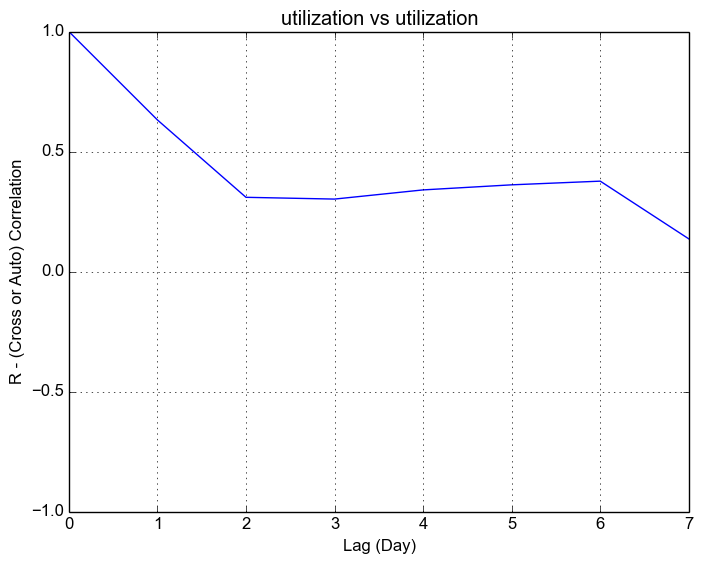 utilization vs utilization
1.0
0.5
0.0
−0.5
−1.0
R - (Cross or Auto) Correlation
0 1 2 3 4 5 6 7
Lag (Day)